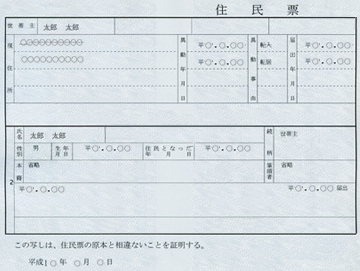 住民票
世帯主 太郎 太郎
現住所 ○○○○○○○○○○ 異動年月日 平○.○.○○ 異動事由 転入 届出年月日 平○.○.○○
○○○○○○○○○○ 平○.○.○○ 転居 平○.○.○○
氏名 太郎 太郎 続柄 世帯主
性別 男 生年月日 平○.○.○○ 住民となった年月日 平○.○.○○
本籍 省略 筆頭者 省略
2 平○.○.○○ 平○.○.○○ 届出
この写しは、住民票の原本と相違ないことを証明する。
平成1○年 ○月 ○日